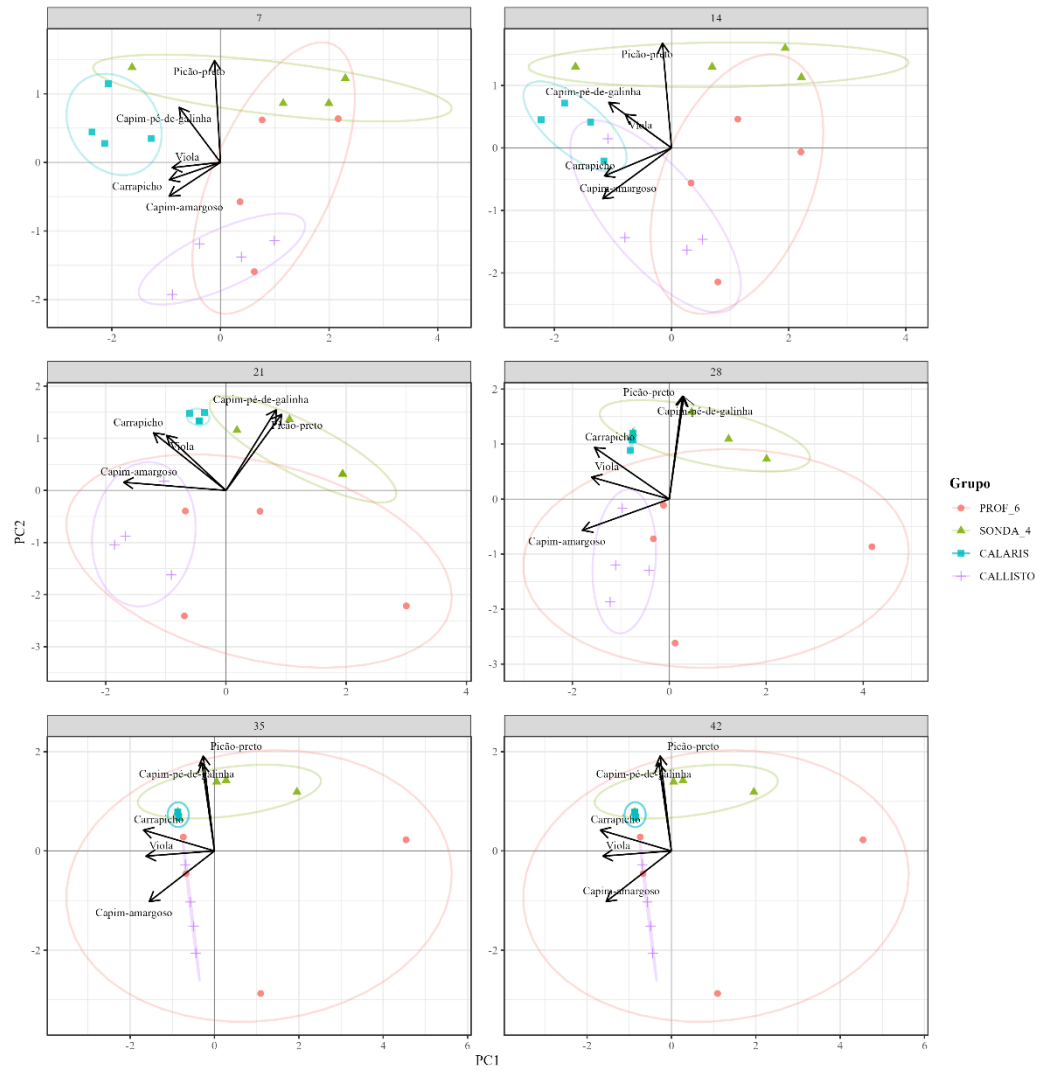 7
14
Picão-preto
Capim-pé-de-galinha
Viola
Carrapicho
Capim-amargoso
1
0
-1
-2
-2
0
2
4
Picão-preto
Capim-pé-de-galinha
Viola
Carrapicho
Capim-amargoso
1
0
-1
-2
-2
0
2
4
21
28
Capim-pé-de-galinha
Picão-preto
Carrapicho
Viola
Capim-amargoso
2
1
0
-1
-2
-3
-2
0
2
4
Picão-preto
Capim-pé-de-galinha
Carrapicho
Viola
Capim-amargoso
2
1
0
-1
-2
-3
-2
0
2
4
35
42
Picão-preto
Capim-pé-de-galinha
Carrapicho
Viola
Capim-amargoso
2
0
-2
-2
0
2
4
6
Picão-preto
Capim-pé-de-galinha
Carrapicho
Viola
Capim-amargoso
2
0
-2
-2
0
2
4
6
PC2
PC1
Grupo
PROF_6
SONDA_4
CALARIS
CALLISTO